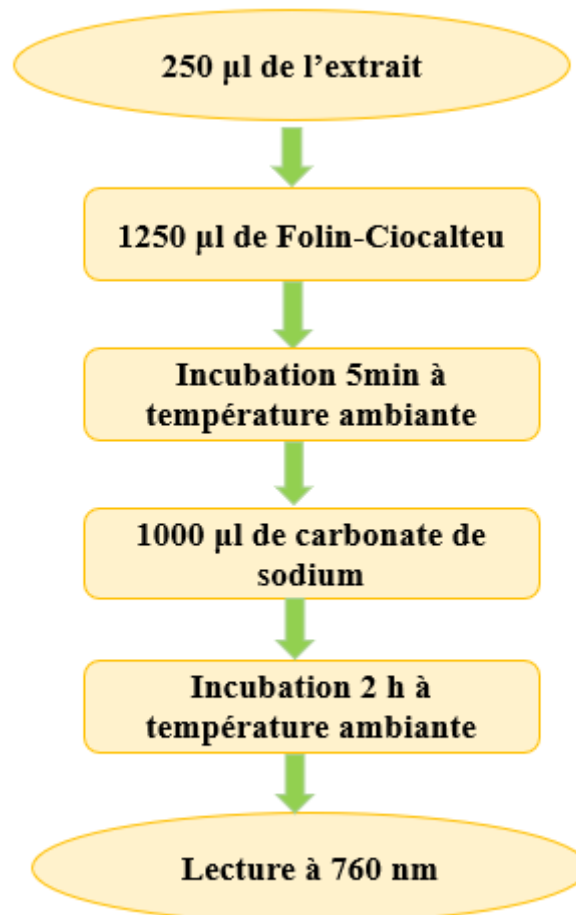 250 µl de l’extrait
1250 µl de Folin-Ciocalteu
Incubation 5min à
température ambiante
1000 µl de carbonate de
sodium
Incubation 2 h à
température ambiante
Lecture à 760 nm